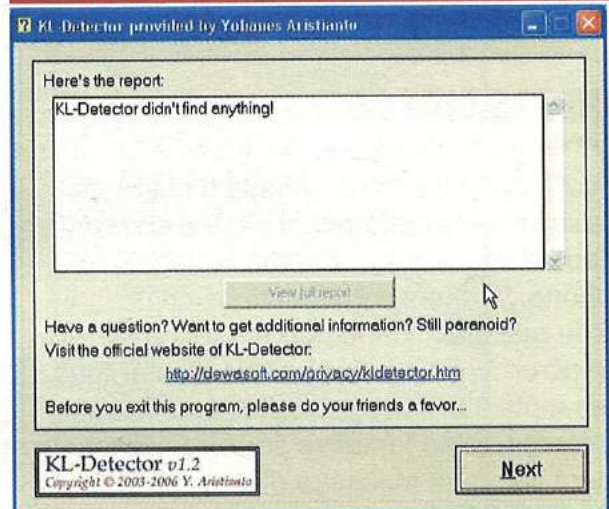 KL-Detector provided by Yohanes Aristianto
Here's the report:
KL-Detector didn't find anything!
View full report
Have a question? Want to get additional information? Still paranoid?
Visit the official website of KL-Detector:
http://dewasoft.com/privacy/kldetector.htm
Before you exit this program, please do your friends a favor...
KL-Detector v1.2
Copyright © 2003-2006 Y. Aristianto
Next